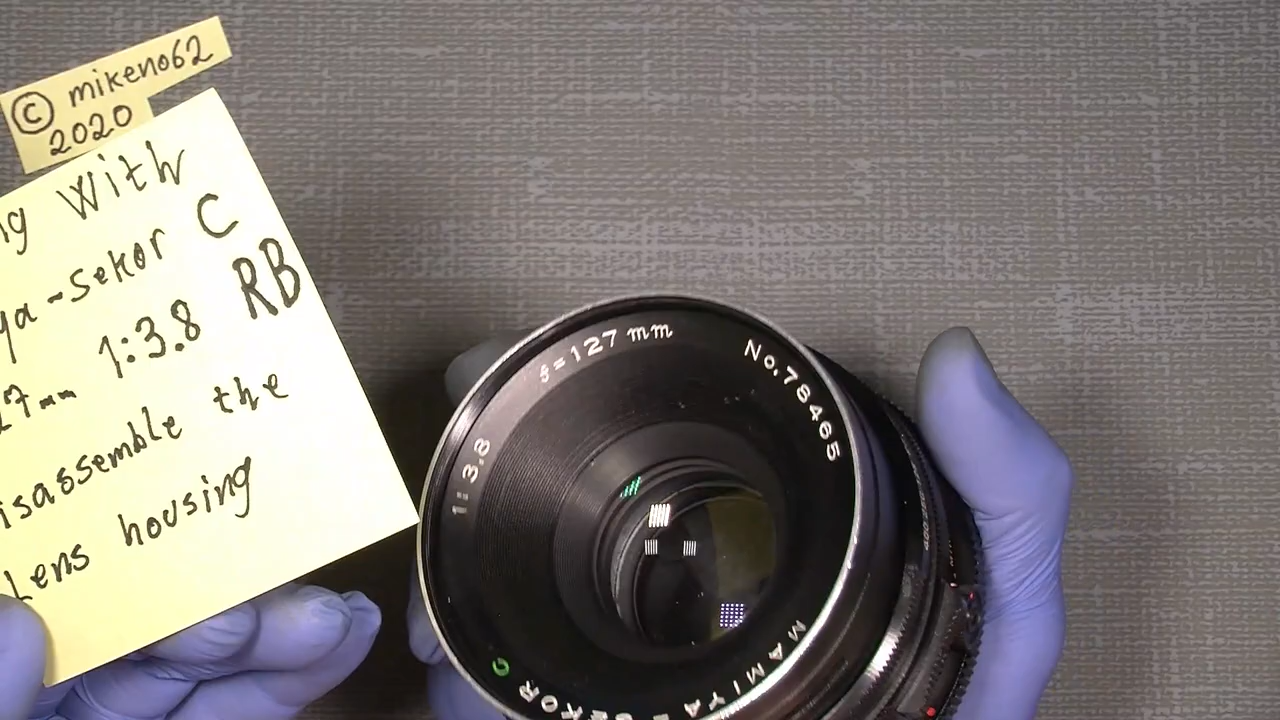 © mikeno62
2020
With
-Sekor C
1:3.8 RB
7mm
the
Lens housing
f=127 mm
No.78465
1:3.8
MAMIYA-SEKOR C